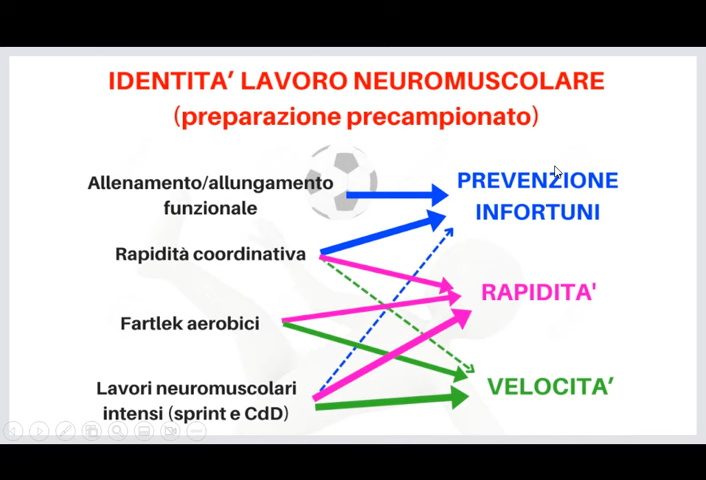 IDENTITA’ LAVORO NEUROMUSCOLARE
(preparazione precampionato)
Allenamento/allungamento
funzionale
PREVENZIONE
INFORTUNI
Rapidità coordinativa
RAPIDITA'
Fartlek aerobici
Lavori neuromuscolari
intensi (sprint e CdD)
VELOCITA’